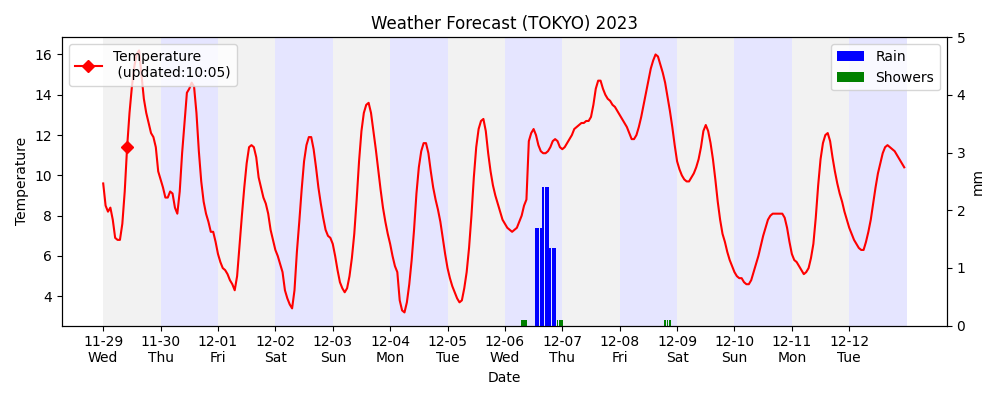 Weather Forecast (TOKYO) 2023
Temperature
(updated:10:05)
Rain
Showers
16
14
12
10
8
6
4
Temperature
5
4
3
2
1
0
mm
11-29 11-30 12-01 12-02 12-03 12-04 12-05 12-06 12-07 12-08 12-09 12-10 12-11 12-12
Wed Thu Fri Sat Sun Mon Tue Wed Thu Fri Sat Sun Mon Tue
Date